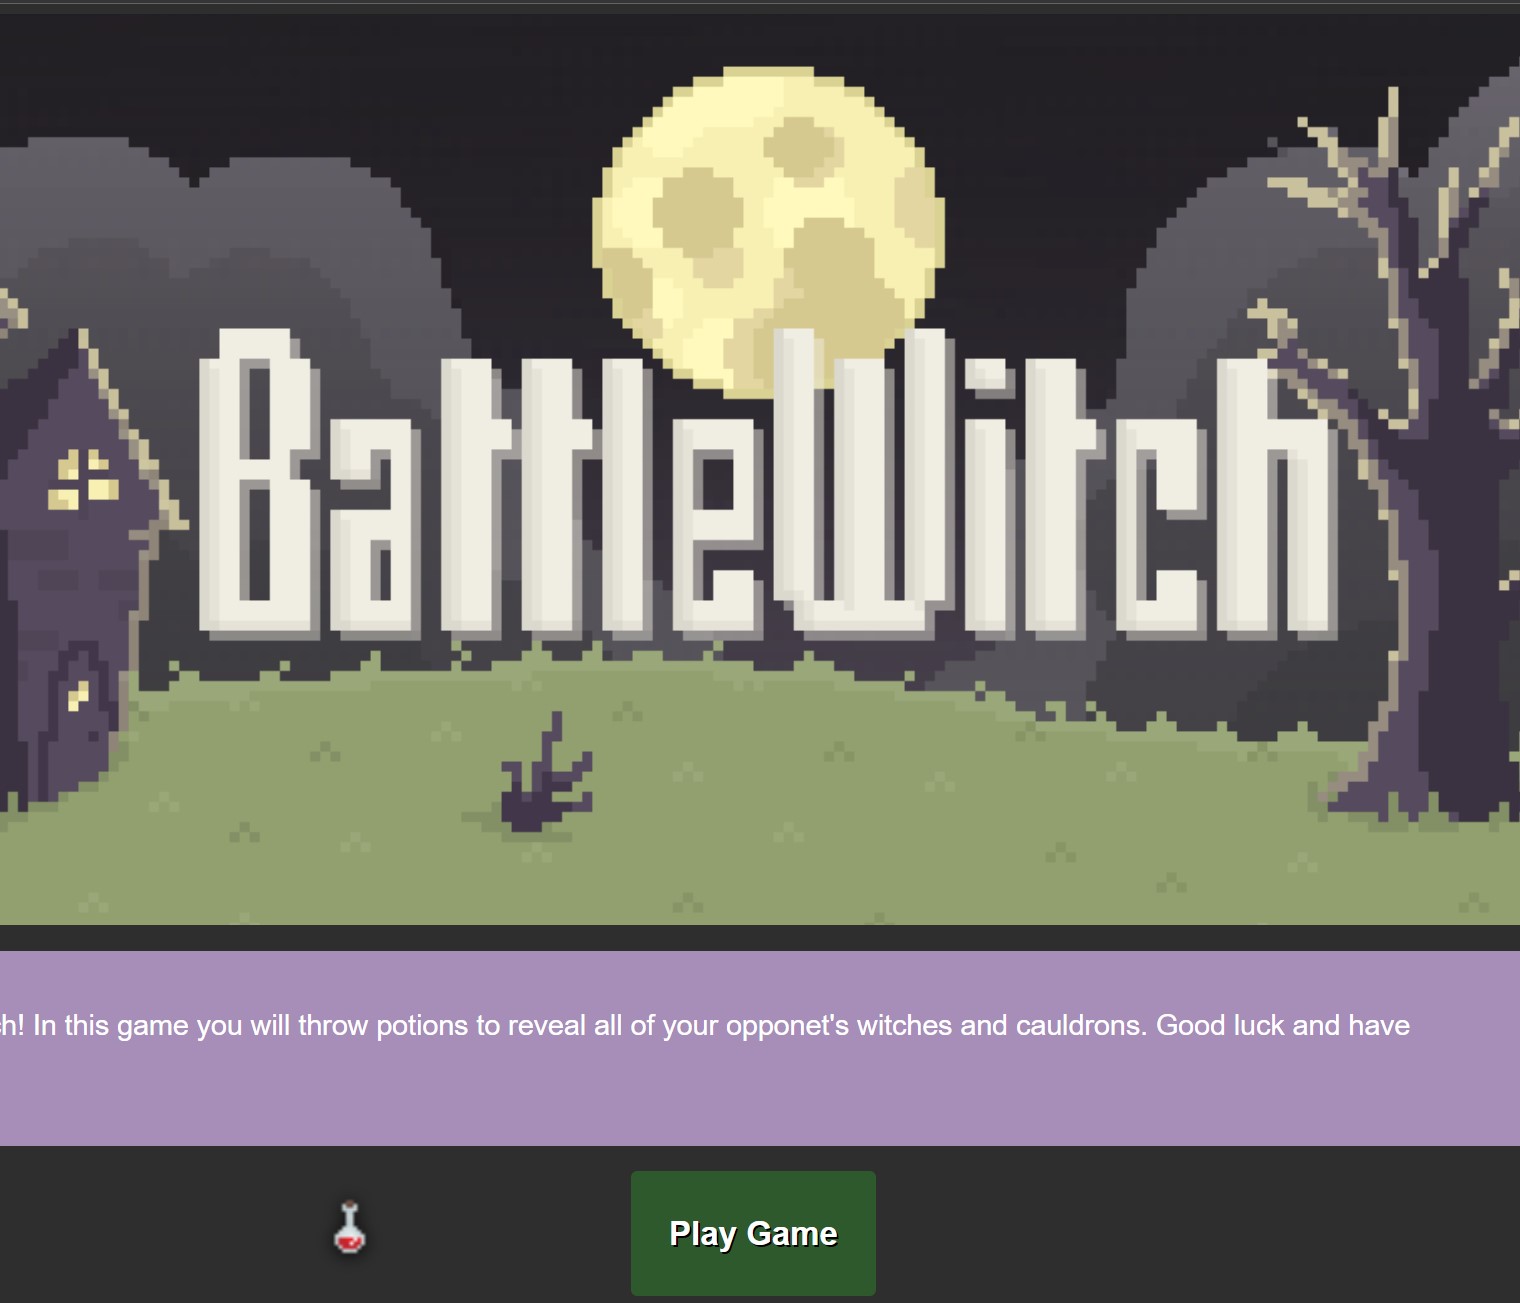 BattleWitch
ch! In this game you will throw potions to reveal all of your opponet's witches and cauldrons. Good luck and have
Play Game